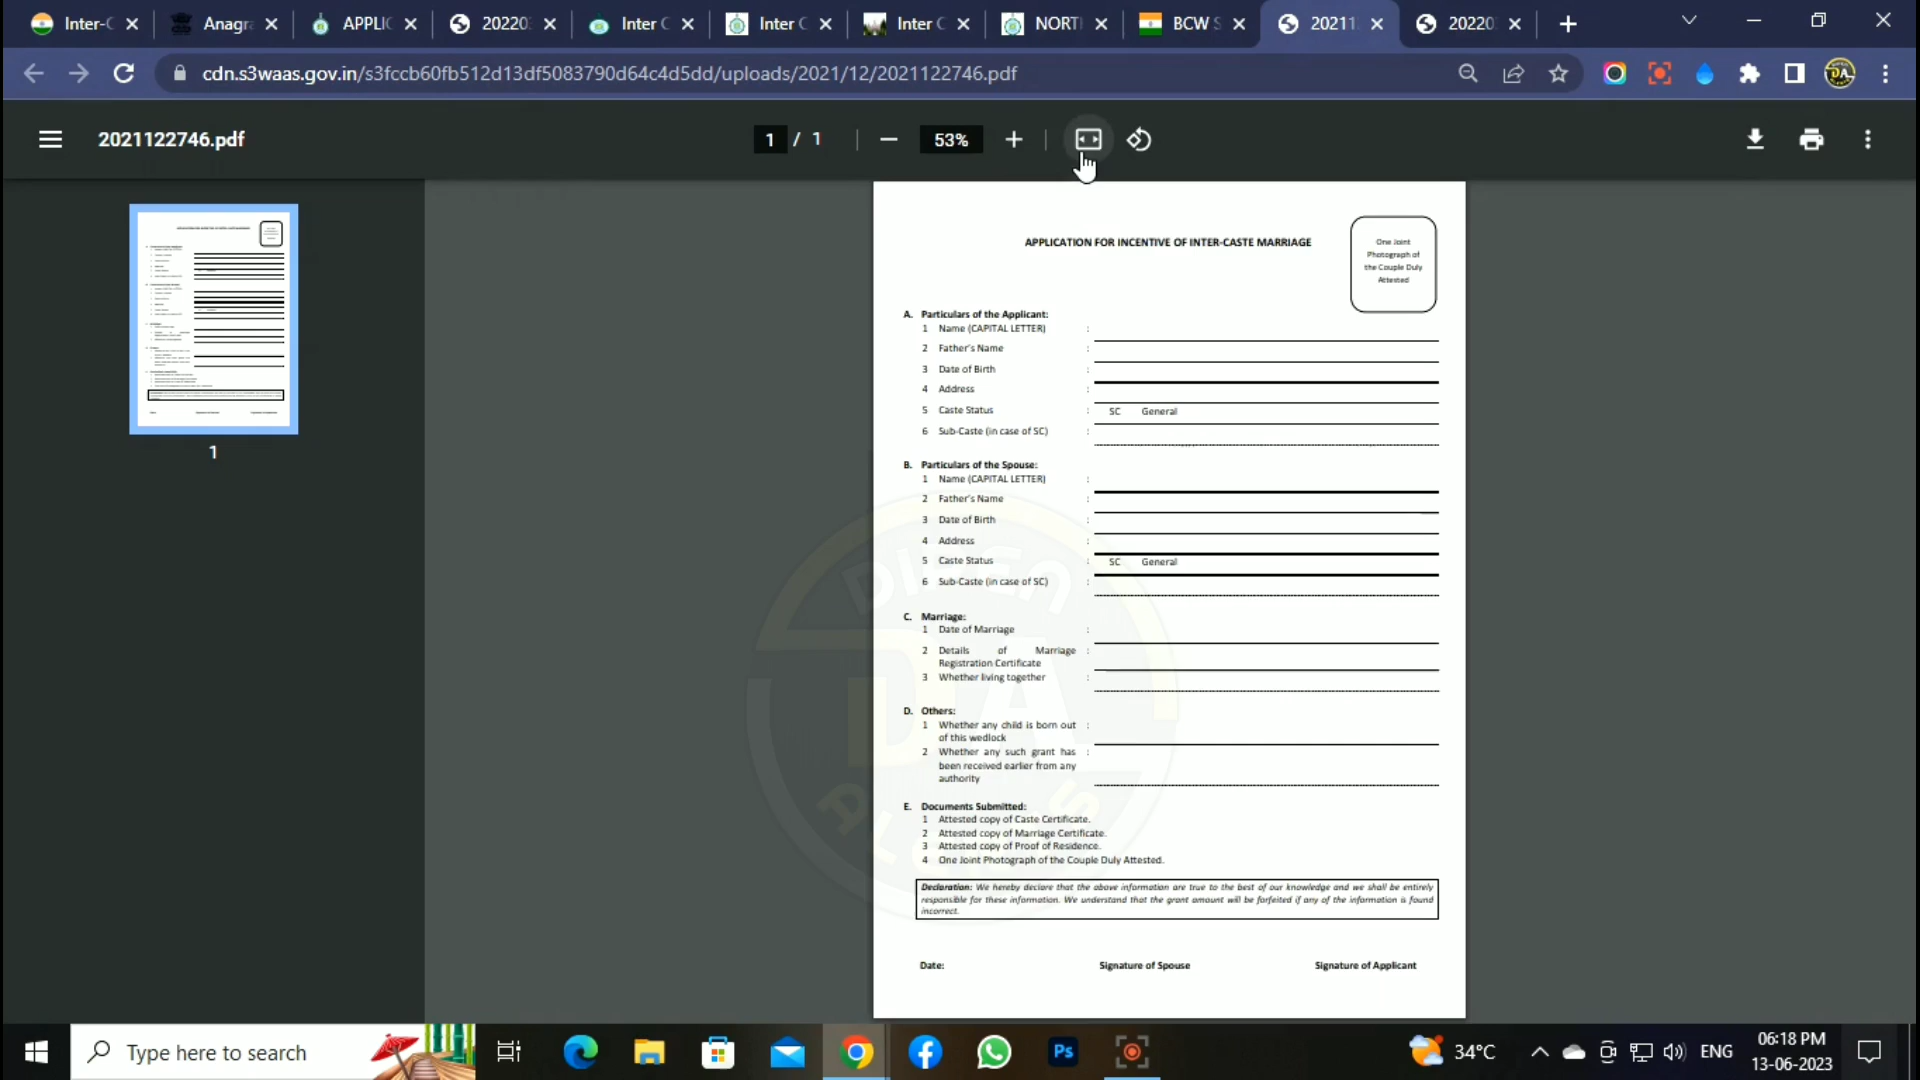 Inter-C
Anagra
APPLIC
20220
Inter C
Inter C
Inter C
NORTH
BCW S
20211
20220
cdn.s3waas.gov.in/s3fccb60fb512d13df5083790d64c4d5dd/uploads/2021/12/2021122746.pdf
2021122746.pdf
1 / 1
53%
1
APPLICATION FOR INCENTIVE OF INTER-CASTE MARRIAGE
One Joint
Photograph of
the Couple Duly
Attested
A. Particulars of the Applicant:
1 Name (CAPITAL LETTER) :
2 Father's Name :
3 Date of Birth :
4 Address :
5 Caste Status : SC General
6 Sub-Caste (in case of SC) :
B. Particulars of the Spouse:
1 Name (CAPITAL LETTER) :
2 Father's Name :
3 Date of Birth :
4 Address :
5 Caste Status : SC General
6 Sub-Caste (in case of SC) :
C. Marriage:
1 Date of Marriage :
2 Details of Marriage :
Registration Certificate
3 Whether living together :
D. Others:
1 Whether any child is born out :
of this wedlock
2 Whether any such grant has :
been received earlier from any
authority
E. Documents Submitted:
1 Attested copy of Caste Certificate.
2 Attested copy of Marriage Certificate.
3 Attested copy of Proof of Residence.
4 One Joint Photograph of the Couple Duly Attested.
Declaration: We hereby declare that the above information are true to the best of our knowledge and we shall be entirely
responsible for these information. We understand that the grant amount will be forfeited if any of the information is found
incorrect.
Date: Signature of Spouse Signature of Applicant
Type here to search
Ps
34°C
ENG
06:18 PM
13-06-2023